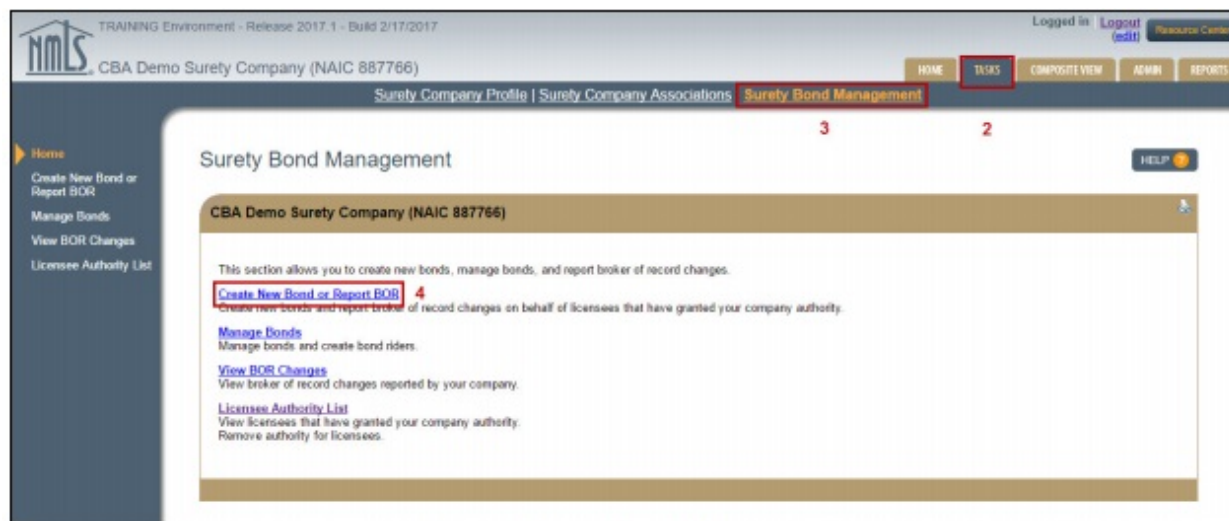 TRAINING Environment - Release 2017.1 - Build 2/17/2017
Logged in Logout
(edit)
Resource Center
NMLS
CBA Demo Surety Company (NAIC 887766)
HOME TASKS COMPOSITE VIEW ADMIN REPORTS
Surety Company Profile | Surety Company Associations Surety Bond Management
3 2
Home
Create New Bond or
Report BOR
Manage Bonds
View BOR Changes
Licensee Authority List
Surety Bond Management
HELP ?
CBA Demo Surety Company (NAIC 887766)
This section allows you to create new bonds, manage bonds, and report broker of record changes.
Create New Bond or Report BOR 4
Create new bonds and report broker of record changes on behalf of licensees that have granted your company authority.
Manage Bonds
Manage bonds and create bond riders.
View BOR Changes
View broker of record changes reported by your company.
Licensee Authority List
View licensees that have granted your company authority.
Remove authority for licensees.